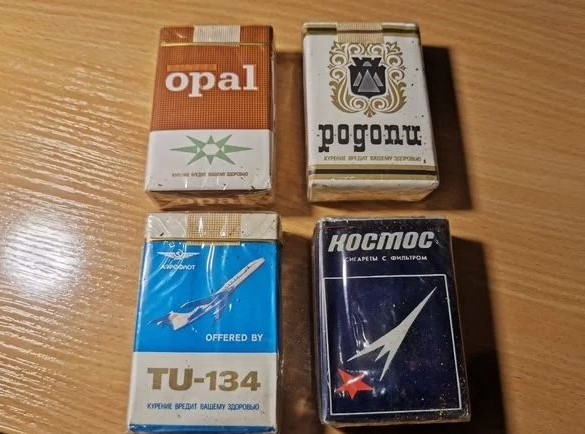 opal
КУРЕНИЕ ВРЕДИТ ВАШЕМУ ЗДОРОВЬЮ
opal
родопи
КУРЕНИЕ ВРЕДИТ ВАШЕМУ ЗДОРОВЬЮ
АЭРОФЛОТ
OFFERED BY
TU-134
КУРЕНИЕ ВРЕДИТ ВАШЕМУ ЗДОРОВЬЮ
КОСМОС
СИГАРЕТЫ С ФИЛЬТРОМ